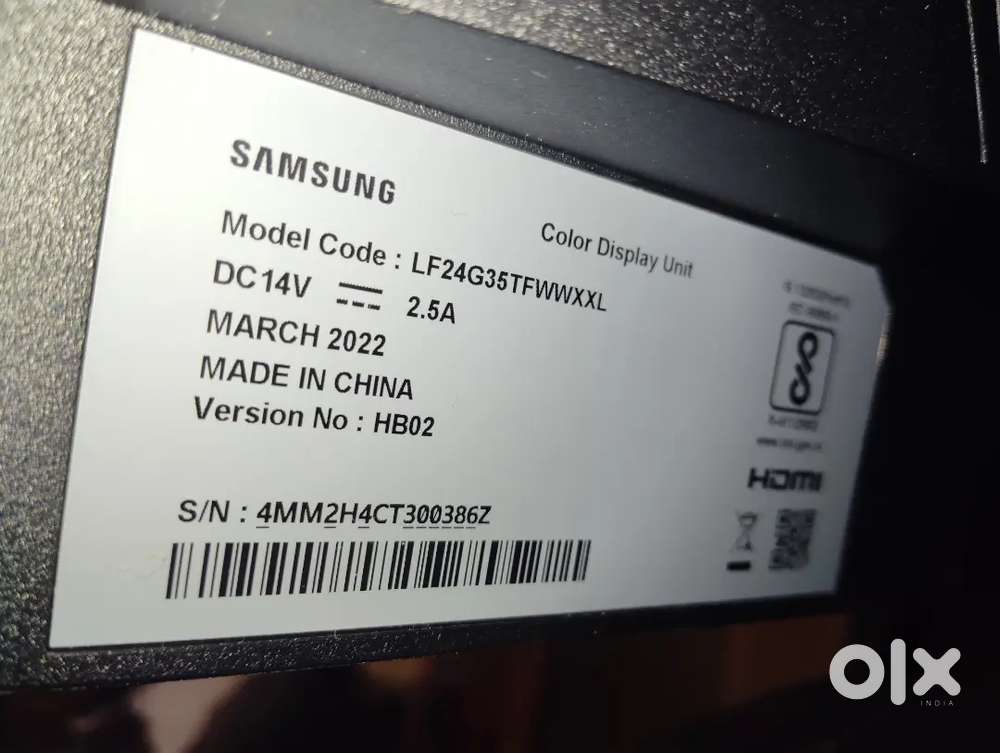 SAMSUNG
Color Display Unit
Model Code : LF24G35TFWWXXL
DC14V 2.5A
MARCH 2022
MADE IN CHINA
Version No : HB02
S/N : 4MM2H4CT300386Z
HDMI
olx
INDIA